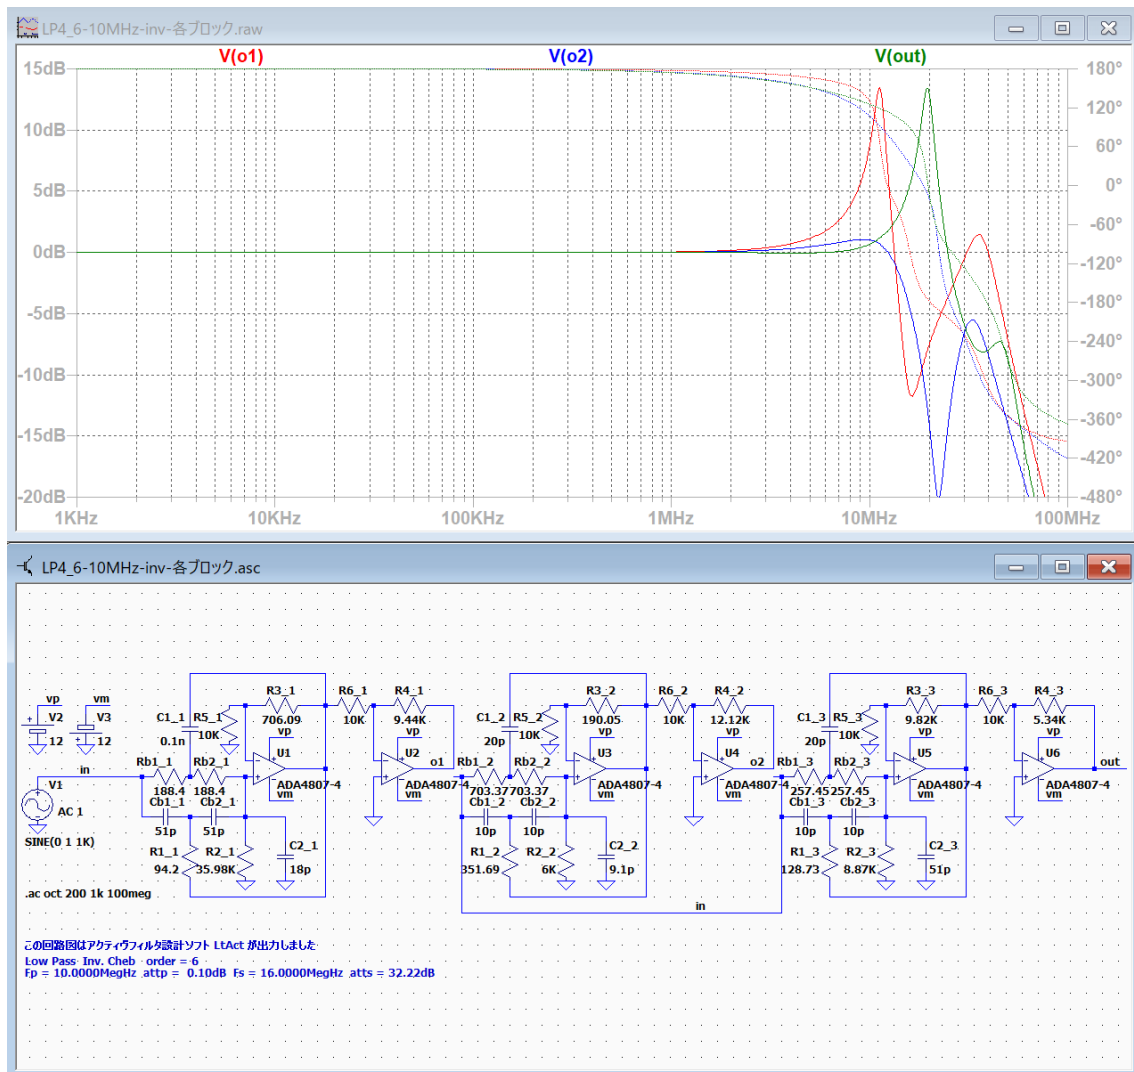 LP4_6-10MHz-inv-各ブロック.raw
V(o1) V(o2) V(out)
15dB 180°
10dB 120°
60°
5dB 0°
0dB -60°
-120°
-5dB -180°
-240°
-10dB -300°
-15dB -360°
-420°
-20dB -480°
1KHz 10KHz 100KHz 1MHz 10MHz 100MHz
LP4_6-10MHz-inv-各ブロック.asc
vp vm
V2 V3
12 12
in
V1
AC 1
SINE(0 1 1K)
.ac oct 200 1k 100meg
R3_1 R6_1 R4_1
706.09 10K 9.44K
C1_1 R5_1
0.1n 10K
vp vp
U1 U2 o1
Rb1_1 Rb2_1
188.4 188.4
ADA4807-4 ADA4807-4
vm vm
Cb1_1 Cb2_1
51p 51p
R1_1 R2_1 C2_1
94.2 35.98K 18p
R3_2 R6_2 R4_2
190.05 10K 12.12K
C1_2 R5_2
20p 10K
vp vp
U3 U4 o2
Rb1_2 Rb2_2
703.37 703.37
ADA4807-4 ADA4807-4
vm vm
Cb1_2 Cb2_2
10p 10p
R1_2 R2_2 C2_2
351.69 6K 9.1p
R3_3 R6_3 R4_3
9.82K 10K 5.34K
C1_3 R5_3
20p 10K
vp vp
U5 U6 out
Rb1_3 Rb2_3
257.45 257.45
ADA4807-4 ADA4807-4
vm vm
Cb1_3 Cb2_3
10p 10p
R1_3 R2_3 C2_3
128.73 8.87K 51p
in
この回路図はアクティヴフィルタ設計ソフト LtAct が出力しました
Low Pass Inv. Cheb order = 6
Fp = 10.0000MegHz attp = 0.10dB Fs = 16.0000MegHz atts = 32.22dB